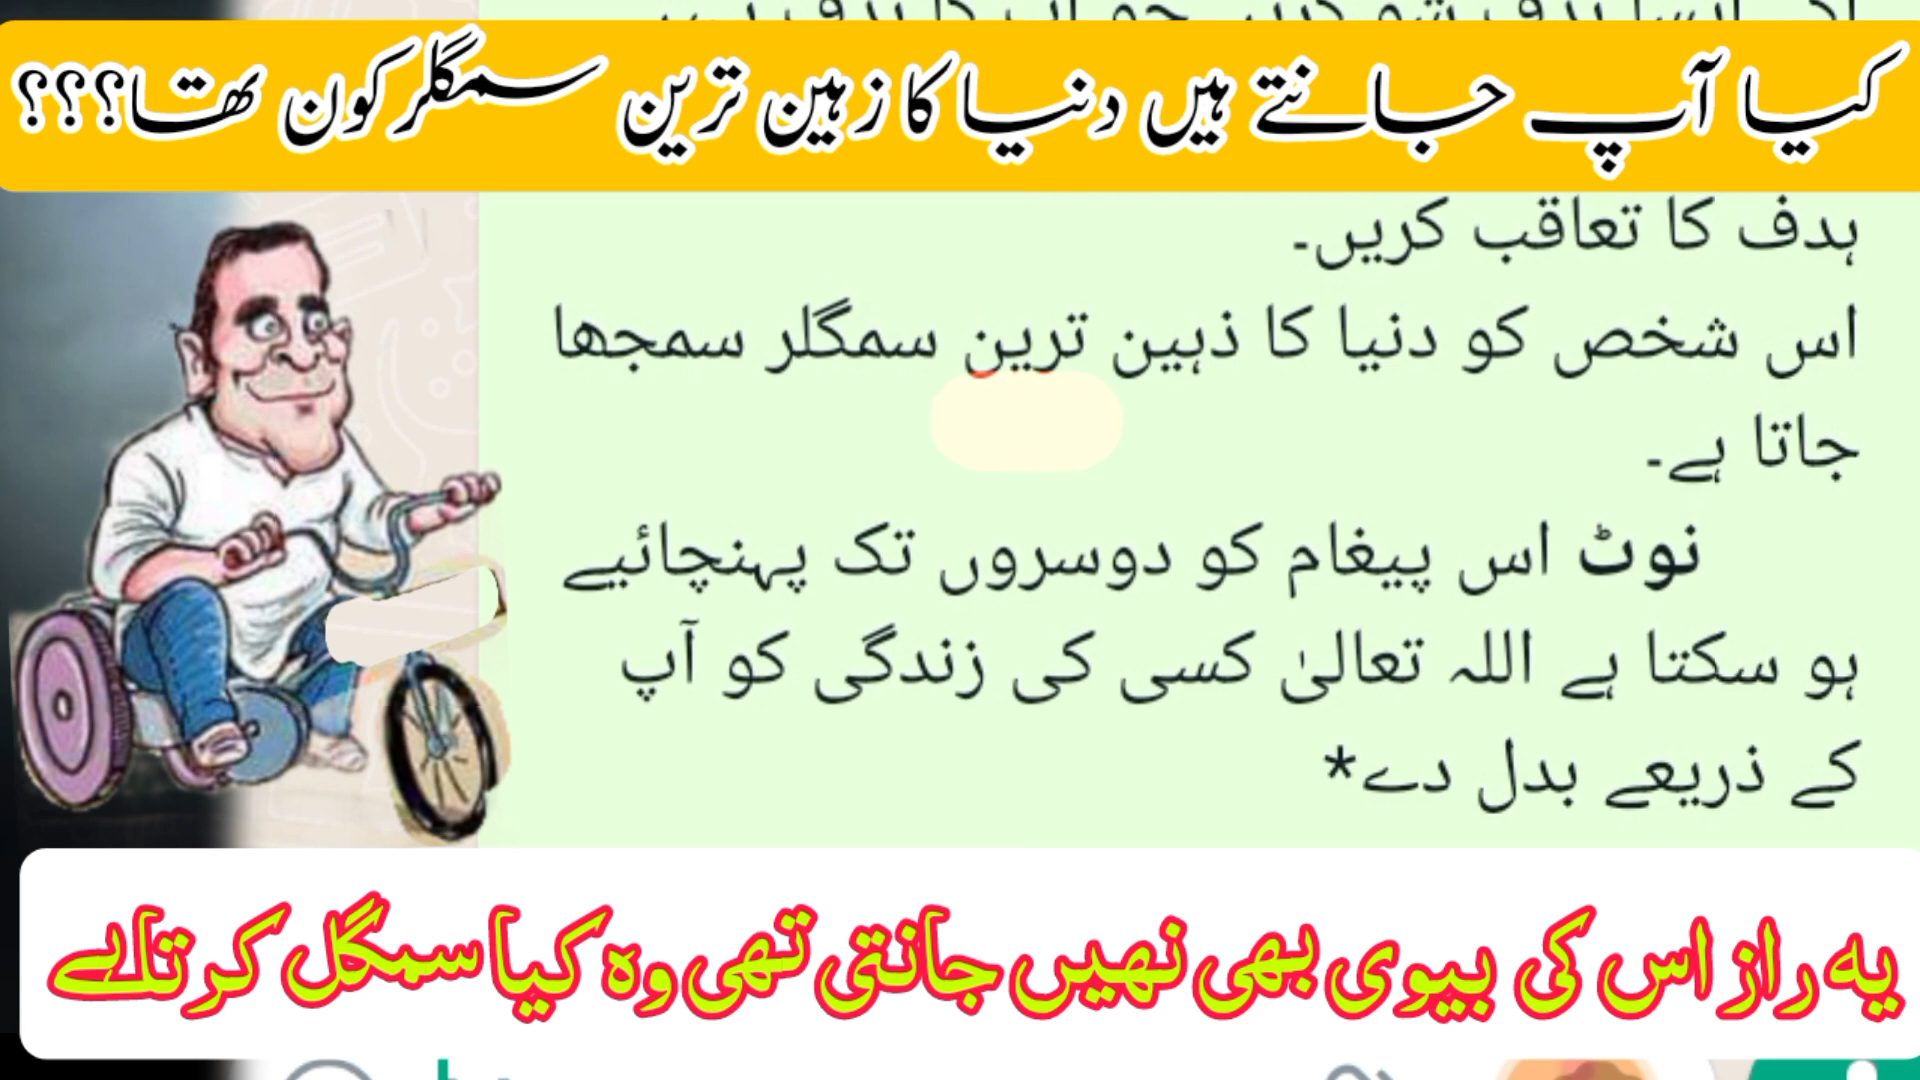 کیا آپ جانتے ہیں دنیا کا زہین ترین سمگلر کون تھا؟؟؟
ہدف کا تعاقب کریں۔
اس شخص کو دنیا کا ذہین ترین سمگلر سمجھا
جاتا ہے۔
نوٹ اس پیغام کو دوسروں تک پہنچائیے
ہو سکتا ہے اللہ تعالیٰ کسی کی زندگی کو آپ
کے ذریعے بدل دے*
یہ راز اس کی بیوی بھی نہیں جانتی تھی وہ کیا سمگل کرتا ہے